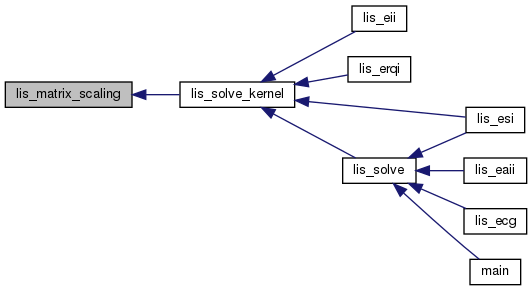 lis_eii
lis_erqi
lis_matrix_scaling
lis_solve_kernel
lis_esi
lis_solve
lis_eaii
lis_ecg
main